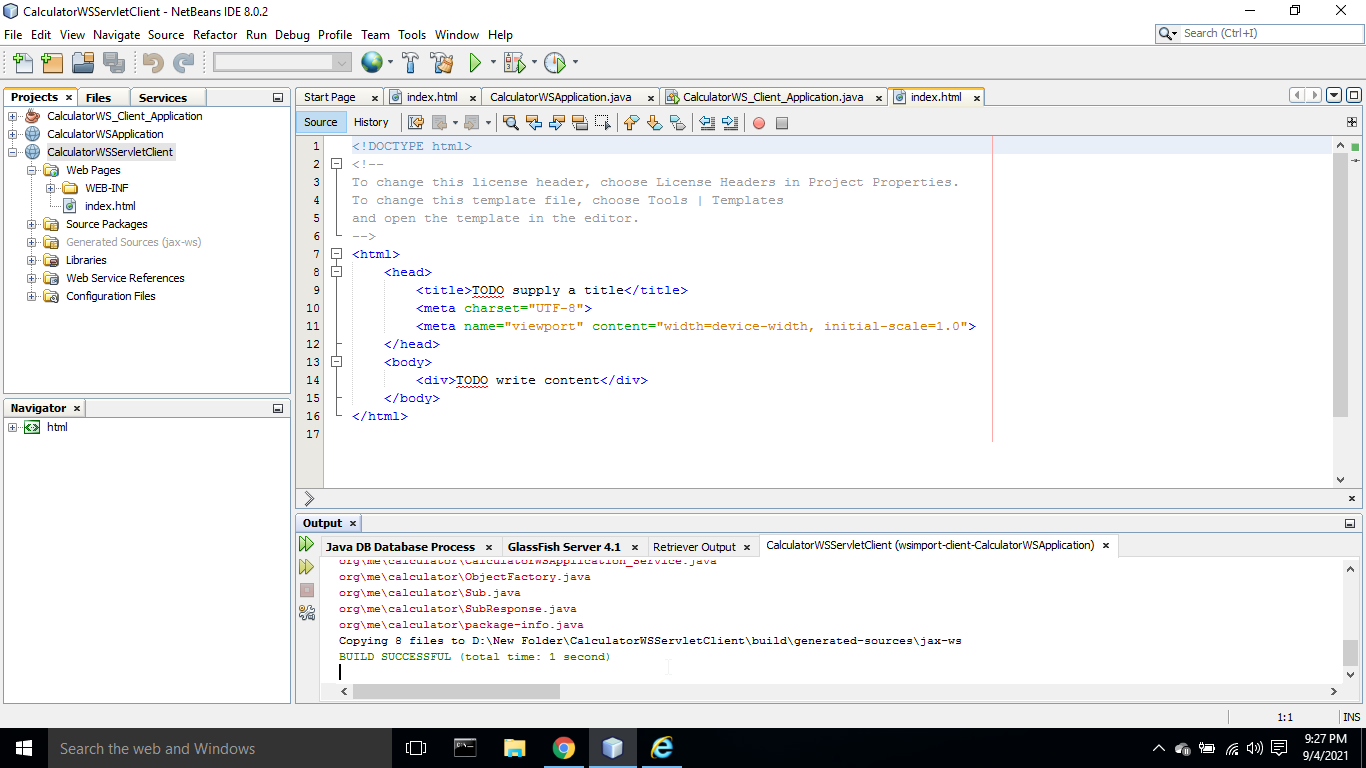 CalculatorWSServletClient - NetBeans IDE 8.0.2
File Edit View Navigate Source Refactor Run Debug Profile Team Tools Window Help
Search (Ctrl+I)
Projects Files Services
CalculatorWS_Client_Application
CalculatorWSApplication
CalculatorWSServletClient
Web Pages
WEB-INF
index.html
Source Packages
Generated Sources (jax-ws)
Libraries
Web Service References
Configuration Files
Navigator
html
Start Page index.html CalculatorWSApplication.java CalculatorWS_Client_Application.java index.html
Source History
1 <!DOCTYPE html>
2 <!--
3 To change this license header, choose License Headers in Project Properties.
4 To change this template file, choose Tools | Templates
5 and open the template in the editor.
6 -->
7 <html>
8 <head>
9 <title>TODO supply a title</title>
10 <meta charset="UTF-8">
11 <meta name="viewport" content="width=device-width, initial-scale=1.0">
12 </head>
13 <body>
14 <div>TODO write content</div>
15 </body>
16 </html>
17
Output
Java DB Database Process GlassFish Server 4.1 Retriever Output CalculatorWSServletClient (wsimport-client-CalculatorWSApplication)
org\me\calculator\CalculatorWSApplication_Service.java
org\me\calculator\ObjectFactory.java
org\me\calculator\Sub.java
org\me\calculator\SubResponse.java
org\me\calculator\package-info.java
Copying 8 files to D:\New Folder\CalculatorWSServletClient\build\generated-sources\jax-ws
BUILD SUCCESSFUL (total time: 1 second)
1:1 INS
Search the web and Windows
9:27 PM
9/4/2021